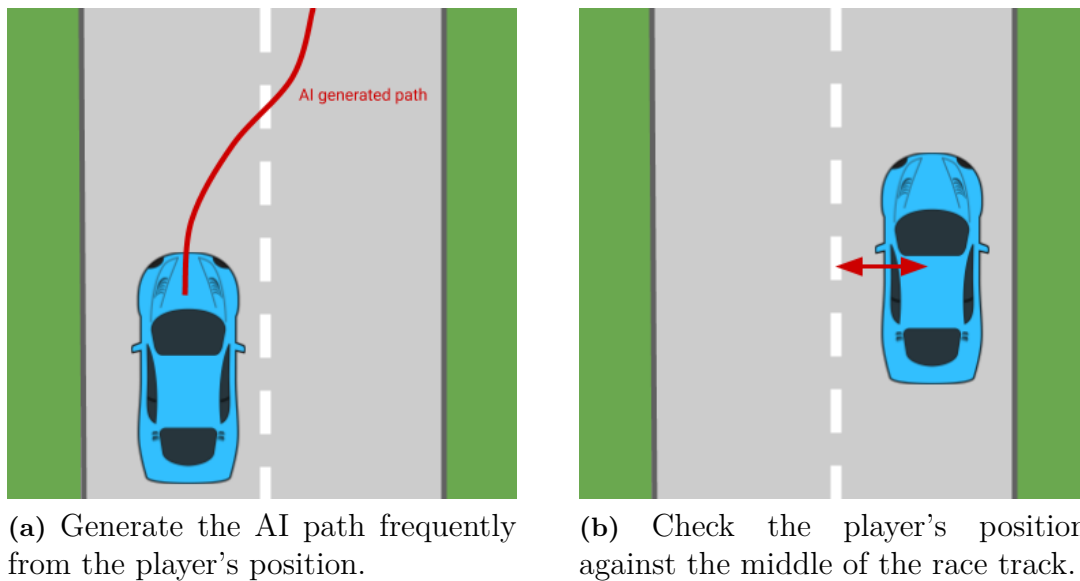 AI generated path
(a) Generate the AI path frequently
from the player's position.
(b) Check the player's position
against the middle of the race track.